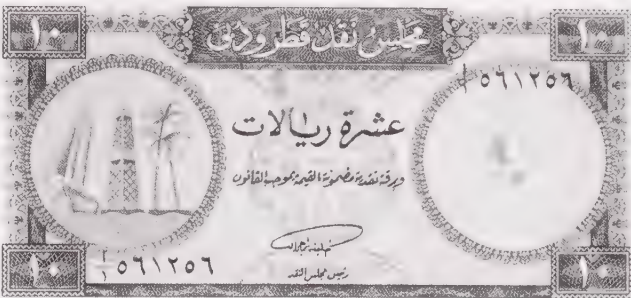 ١٠
مجلس نقد قطر ودبي
١٠
أ/١ ٥٦١٢٥٦
عشرة ريالات
ورقة نقدية مضمونة القيمة بموجب القانون
رئيس مجلس النقد
أ/١ ٥٦١٢٥٦
١٠
١٠